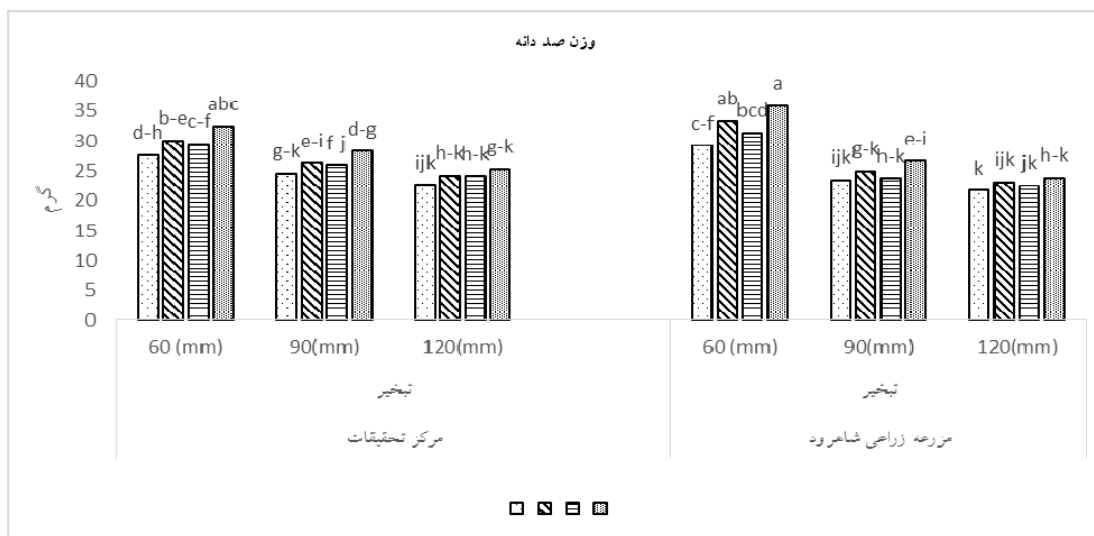 وزن صد دانه
40
35
30
25
20
15
10
5
0
گرم
d-h b-e c-f abc
g-k e-i f j d-g
ijk h-k h-k g-k
c-f ab bcd a
ijk g-k h-k e-i
k ijk jk h-k
60 (mm) 90(mm) 120(mm) 60 (mm) 90(mm) 120(mm)
تبخیر تبخیر
مرکز تحقیقات مزرعه زراعی شاهرود